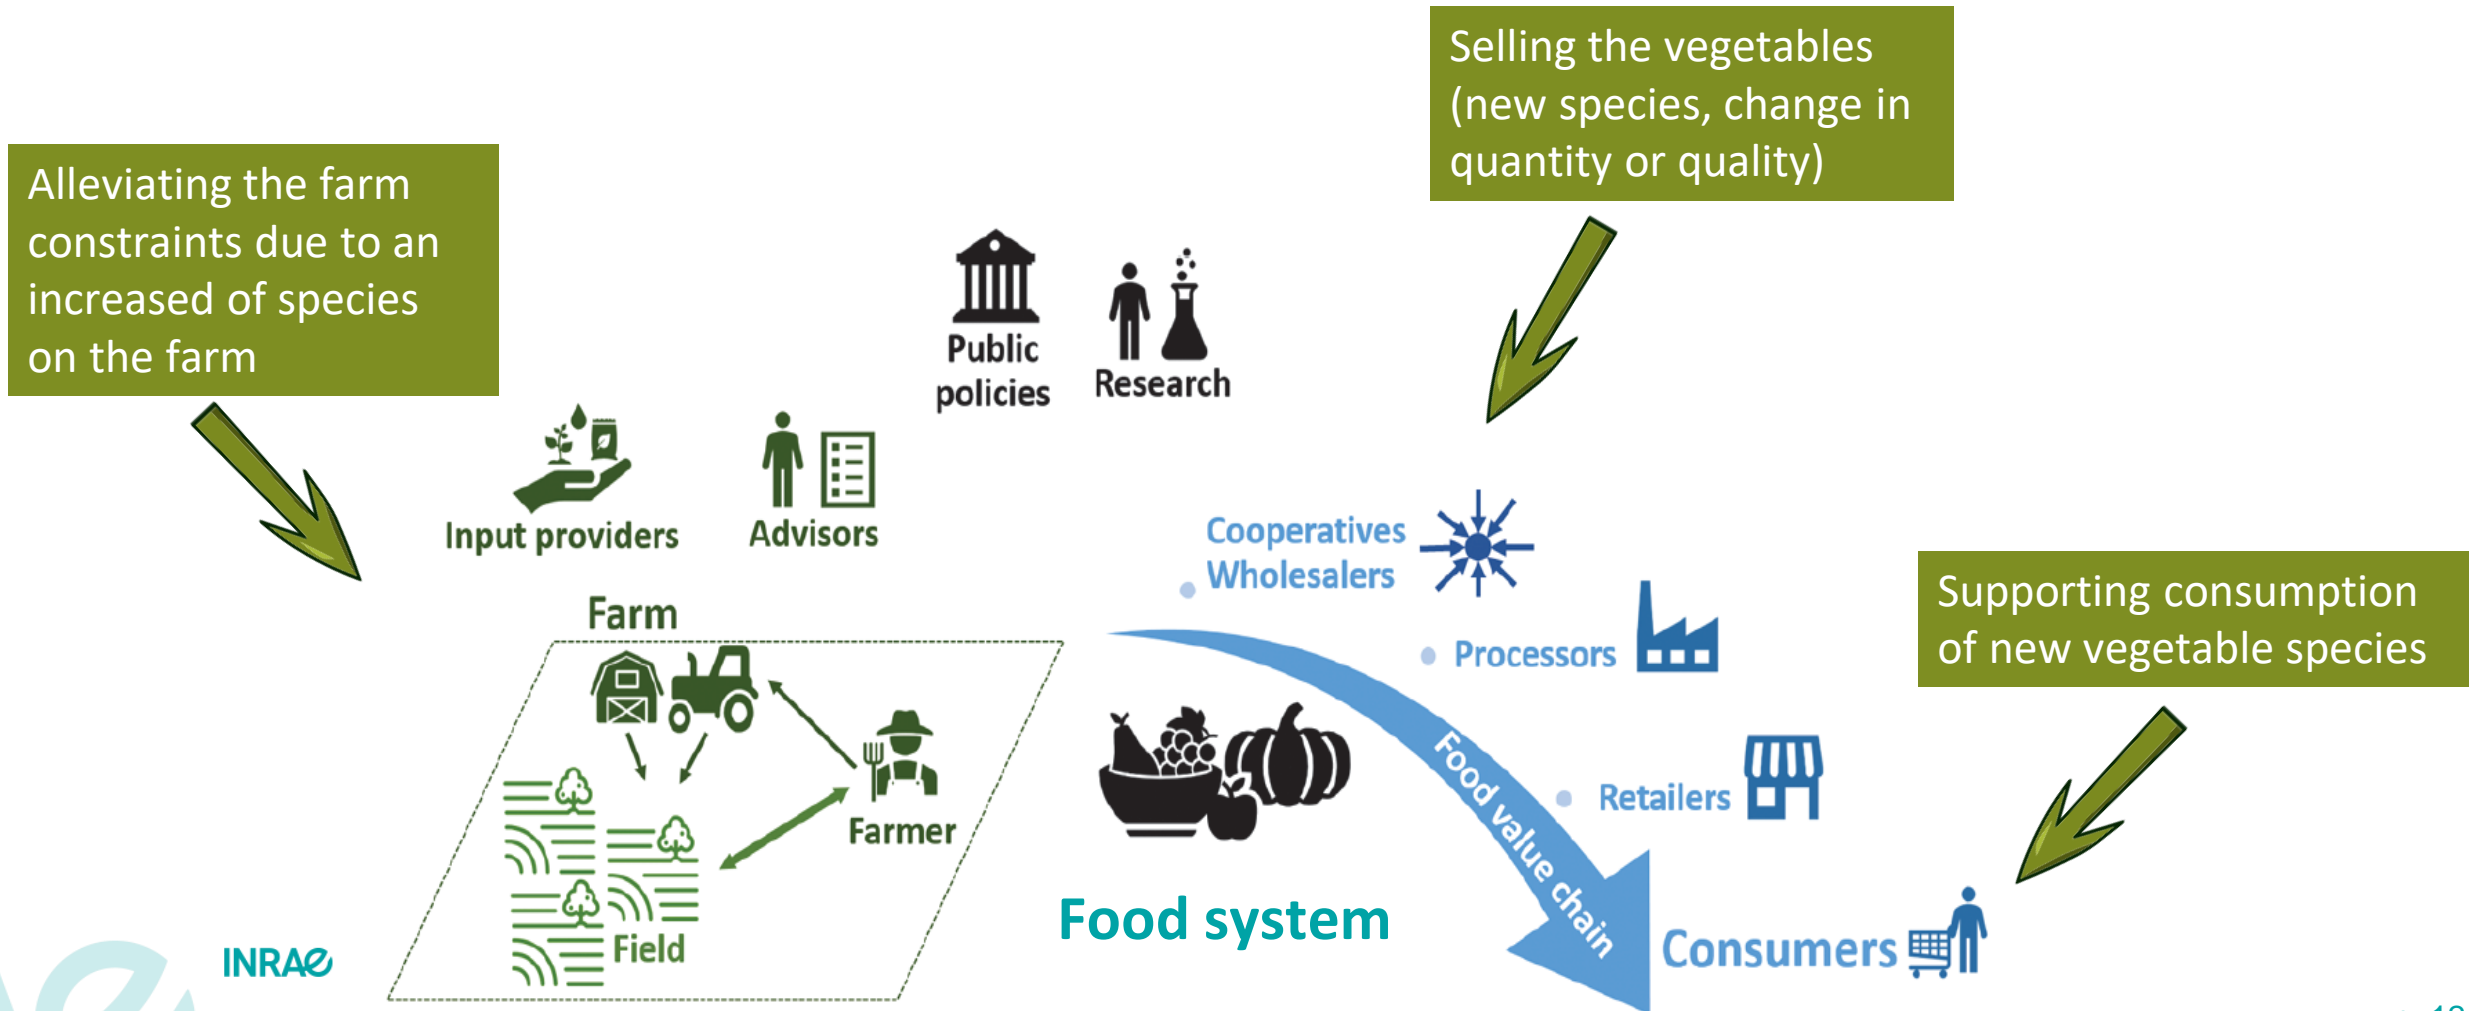 Selling the vegetables
(new species, change in
quantity or quality)
Alleviating the farm
constraints due to an
increased of species
on the farm
Public
policies
Research
Input providers
Advisors
Cooperatives
Wholesalers
Processors
Supporting consumption
of new vegetable species
Farm
Farmer
Field
Food value chain
Retailers
Food system
Consumers
INRAE